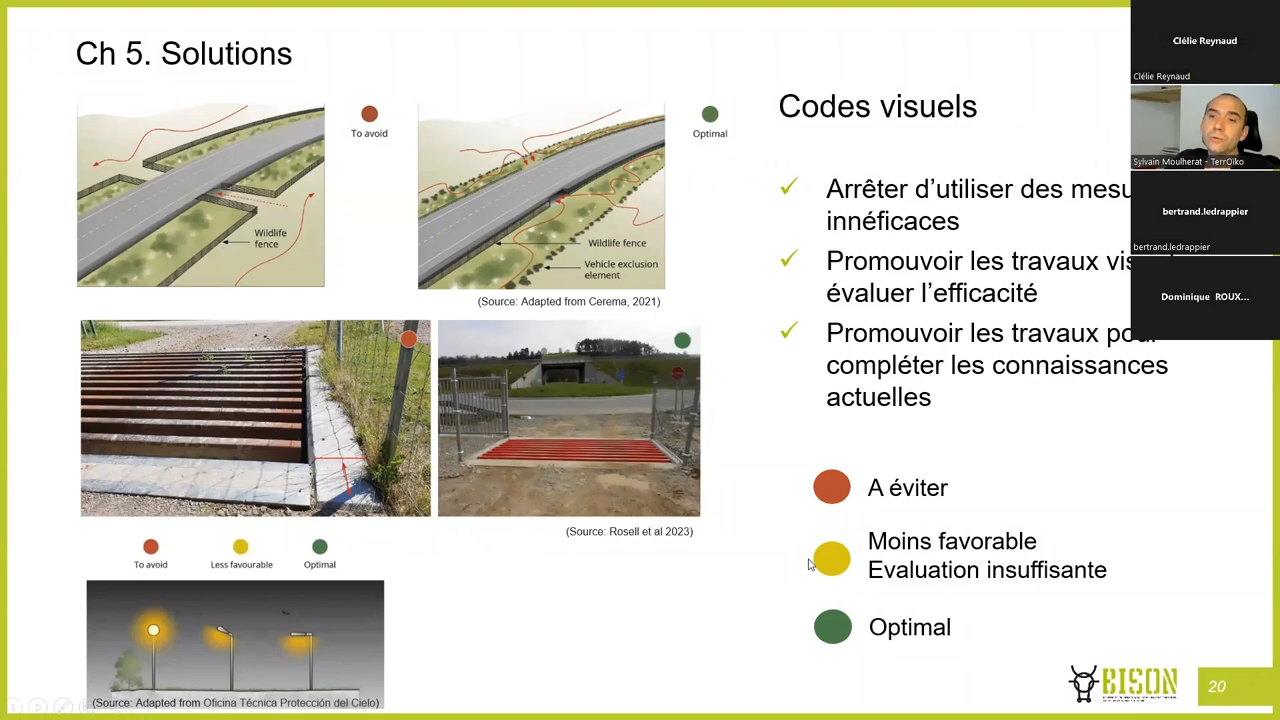 Ch 5. Solutions
To avoid
Optimal
Wildlife
fence
Wildlife fence
Vehicle exclusion
element
(Source: Adapted from Cerema, 2021)
(Source: Rosell et al 2023)
To avoid
Less favourable
Optimal
(Source: Adapted from Oficina Técnica Protección del Cielo)
Codes visuels
Arrêter d’utiliser des mesu
innéficaces
Promouvoir les travaux vis
évaluer l’efficacité
Promouvoir les travaux pour
compléter les connaissances
actuelles
A éviter
Moins favorable
Evaluation insuffisante
Optimal
BISON
20
Clélie Reynaud
Clélie Reynaud
Sylvain Moulherat - TerrOïko
bertrand.ledrappier
bertrand.ledrappier
Dominique ROUX...